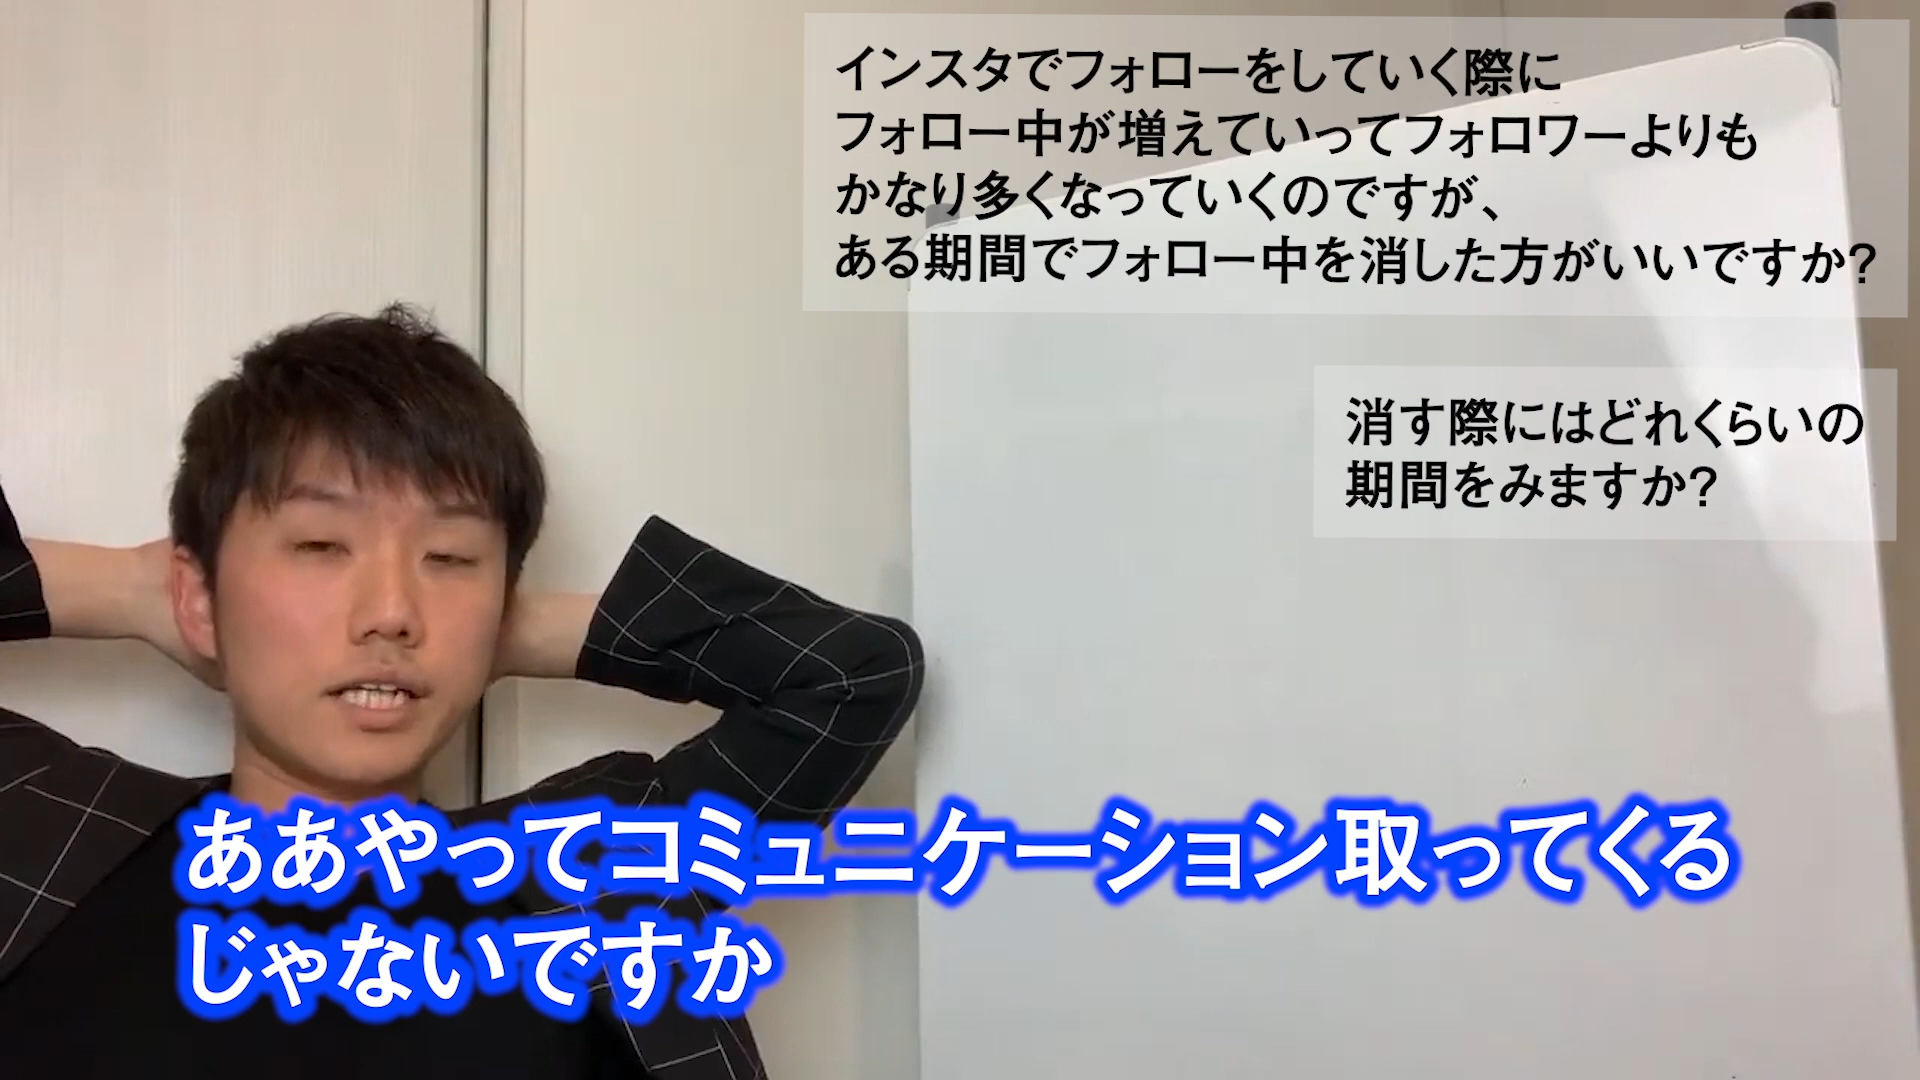 インスタでフォローをしていく際に
フォロー中が増えていってフォロワーよりも
かなり多くなっていくのですが、
ある期間でフォロー中を消した方がいいですか?
消す際にはどれくらいの
期間をみますか?
ああやってコミュニケーション取ってくる
じゃないですか